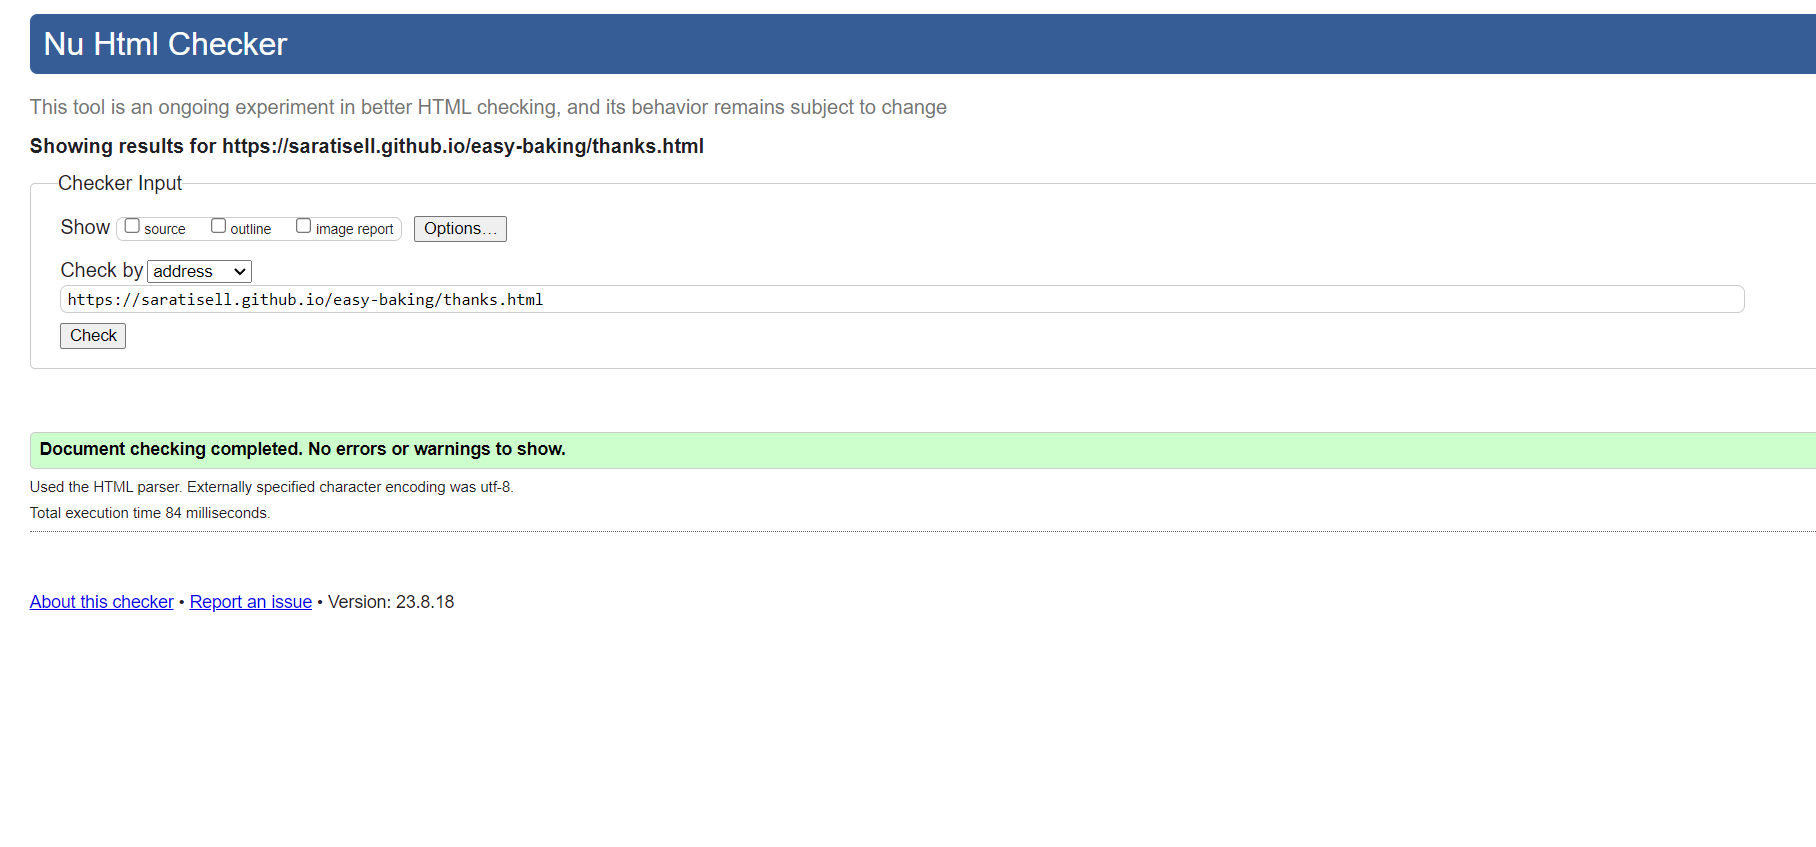 Nu Html Checker
This tool is an ongoing experiment in better HTML checking, and its behavior remains subject to change
Showing results for https://saratisell.github.io/easy-baking/thanks.html
Checker Input
Show source outline image report Options…
Check by address
https://saratisell.github.io/easy-baking/thanks.html
Check
Document checking completed. No errors or warnings to show.
Used the HTML parser. Externally specified character encoding was utf-8.
Total execution time 84 milliseconds.
About this checker • Report an issue • Version: 23.8.18